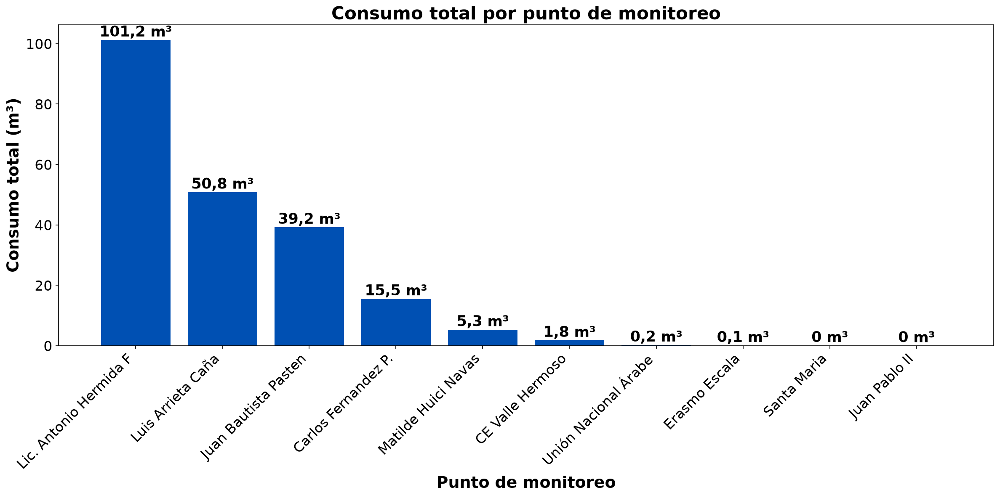 Consumo total por punto de monitoreo
Consumo total (m³)
100
80
60
40
20
0
101,2 m³
50,8 m³
39,2 m³
15,5 m³
5,3 m³
1,8 m³
0,2 m³
0,1 m³
0 m³
0 m³
Lic. Antonio Hermida F
Luis Arrieta Caña
Juan Bautista Pasten
Carlos Fernandez P.
Matilde Huici Navas
CE Valle Hermoso
Unión Nacional Árabe
Erasmo Escala
Santa Maria
Juan Pablo II
Punto de monitoreo